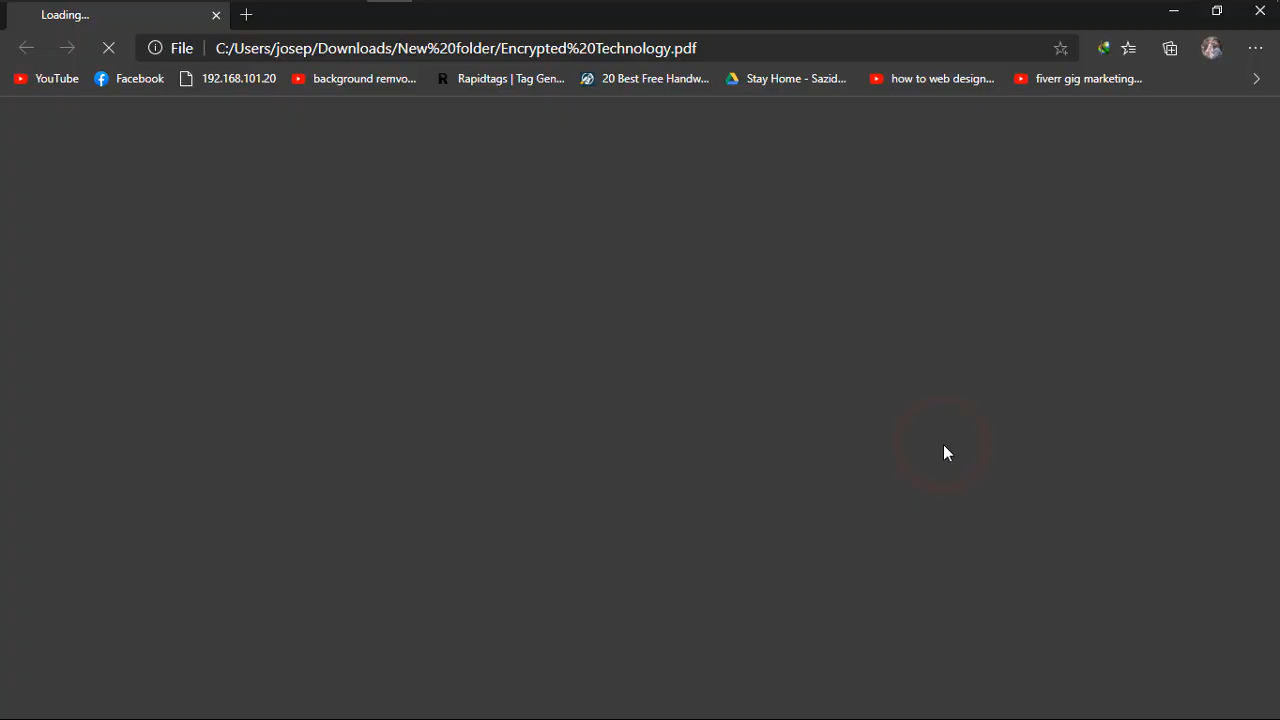 Loading...
File C:/Users/josep/Downloads/New%20folder/Encrypted%20Technology.pdf
YouTube Facebook 192.168.101.20 background remvo... Rapidtags | Tag Gen... 20 Best Free Handw... Stay Home - Sazid... how to web design... fiverr gig marketing...